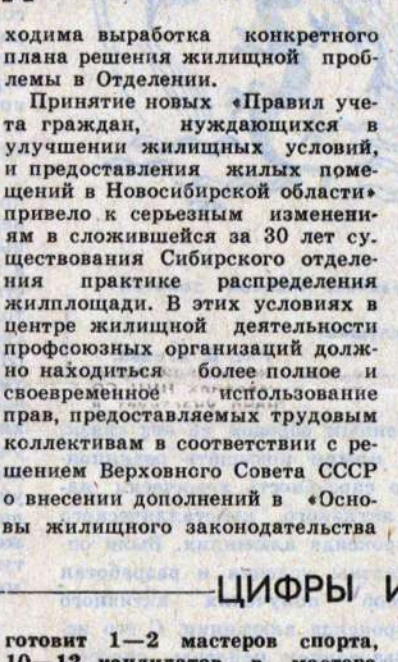 ходима выработка конкретного
плана решения жилищной проб-
лемы в Отделении.
Принятие новых «Правил уче-
та граждан, нуждающихся в
улучшении жилищных условий,
и предоставления жилых поме-
щений в Новосибирской области»
привело к серьезным изменени-
ям в сложившейся за 30 лет су-
ществования Сибирского отделе-
ния практике распределения
жилплощади. В этих условиях в
центре жилищной деятельности
профсоюзных организаций долж-
но находиться более полное и
своевременное использование
прав, предоставляемых трудовым
коллективам в соответствии с ре-
шением Верховного Совета СССР
о внесении дополнений в «Осно-
вы жилищного законодательства
ЦИФРЫ И
готовит 1—2 мастеров спорта,
10—12 кандидатов в мастера